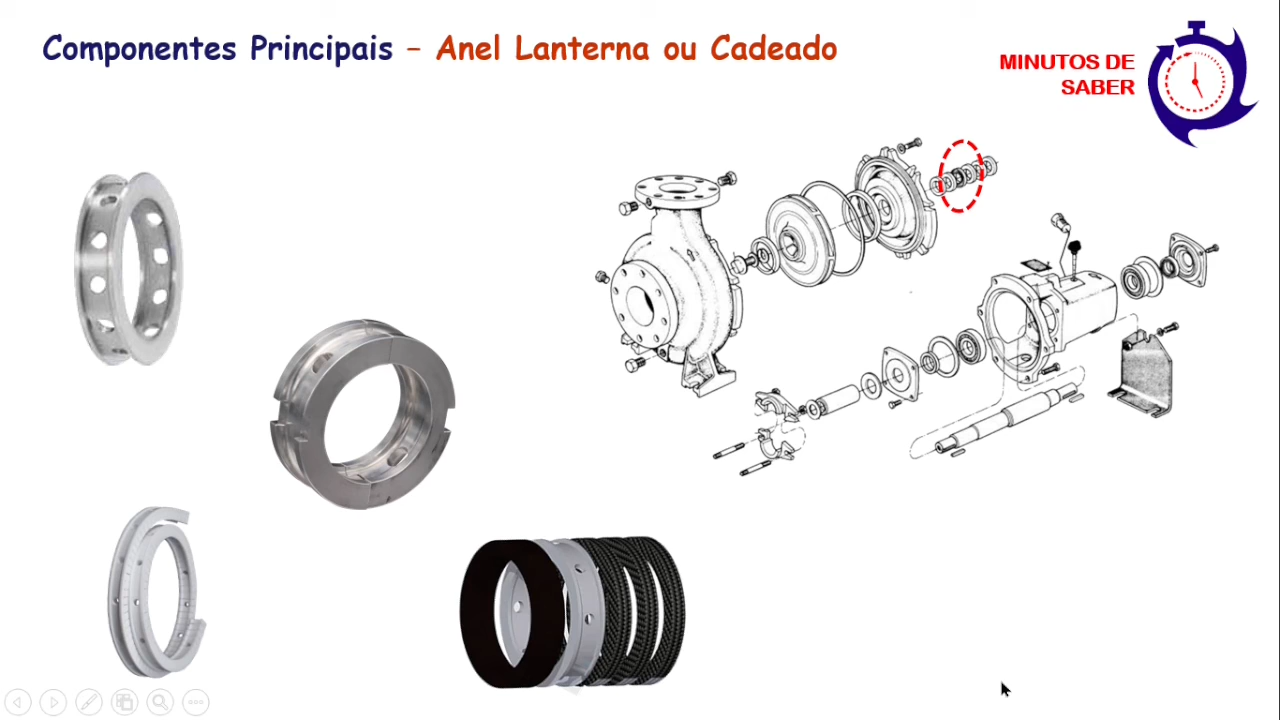 Componentes Principais – Anel Lanterna ou Cadeado
MINUTOS DE
SABER